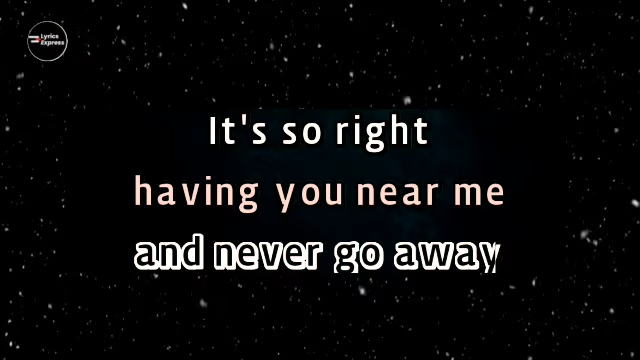 Lyrics
Express
It's so right
having you near me
and never go away